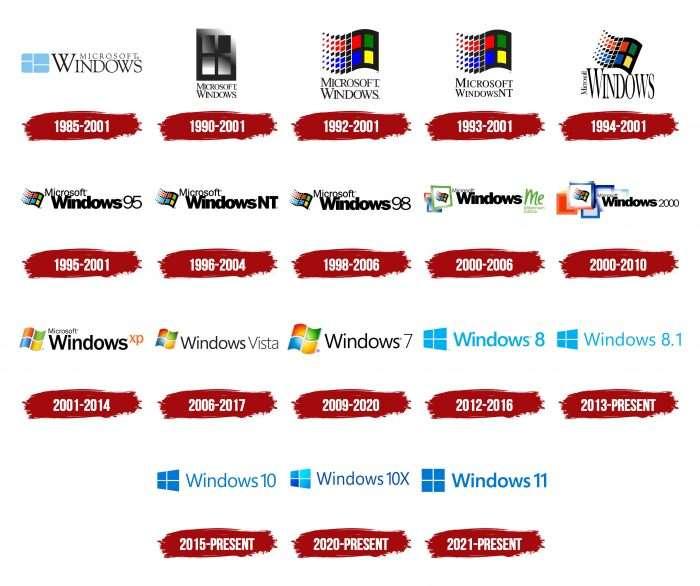 MICROSOFT
WINDOWS
MICROSOFT
WINDOWS
MICROSOFT
WINDOWS
MICROSOFT
WINDOWS NT
Microsoft
WINDOWS
1985-2001
1990-2001
1992-2001
1993-2001
1994-2001
Microsoft
Windows 95
Microsoft
Windows NT
Microsoft
Windows 98
Microsoft
Windows Me
Windows 2000
1995-2001
1996-2004
1998-2006
2000-2006
2000-2010
Microsoft
Windows xp
Windows Vista
Windows 7
Windows 8
Windows 8.1
2001-2014
2006-2017
2009-2020
2012-2016
2013-PRESENT
Windows 10
Windows 10X
Windows 11
2015-PRESENT
2020-PRESENT
2021-PRESENT